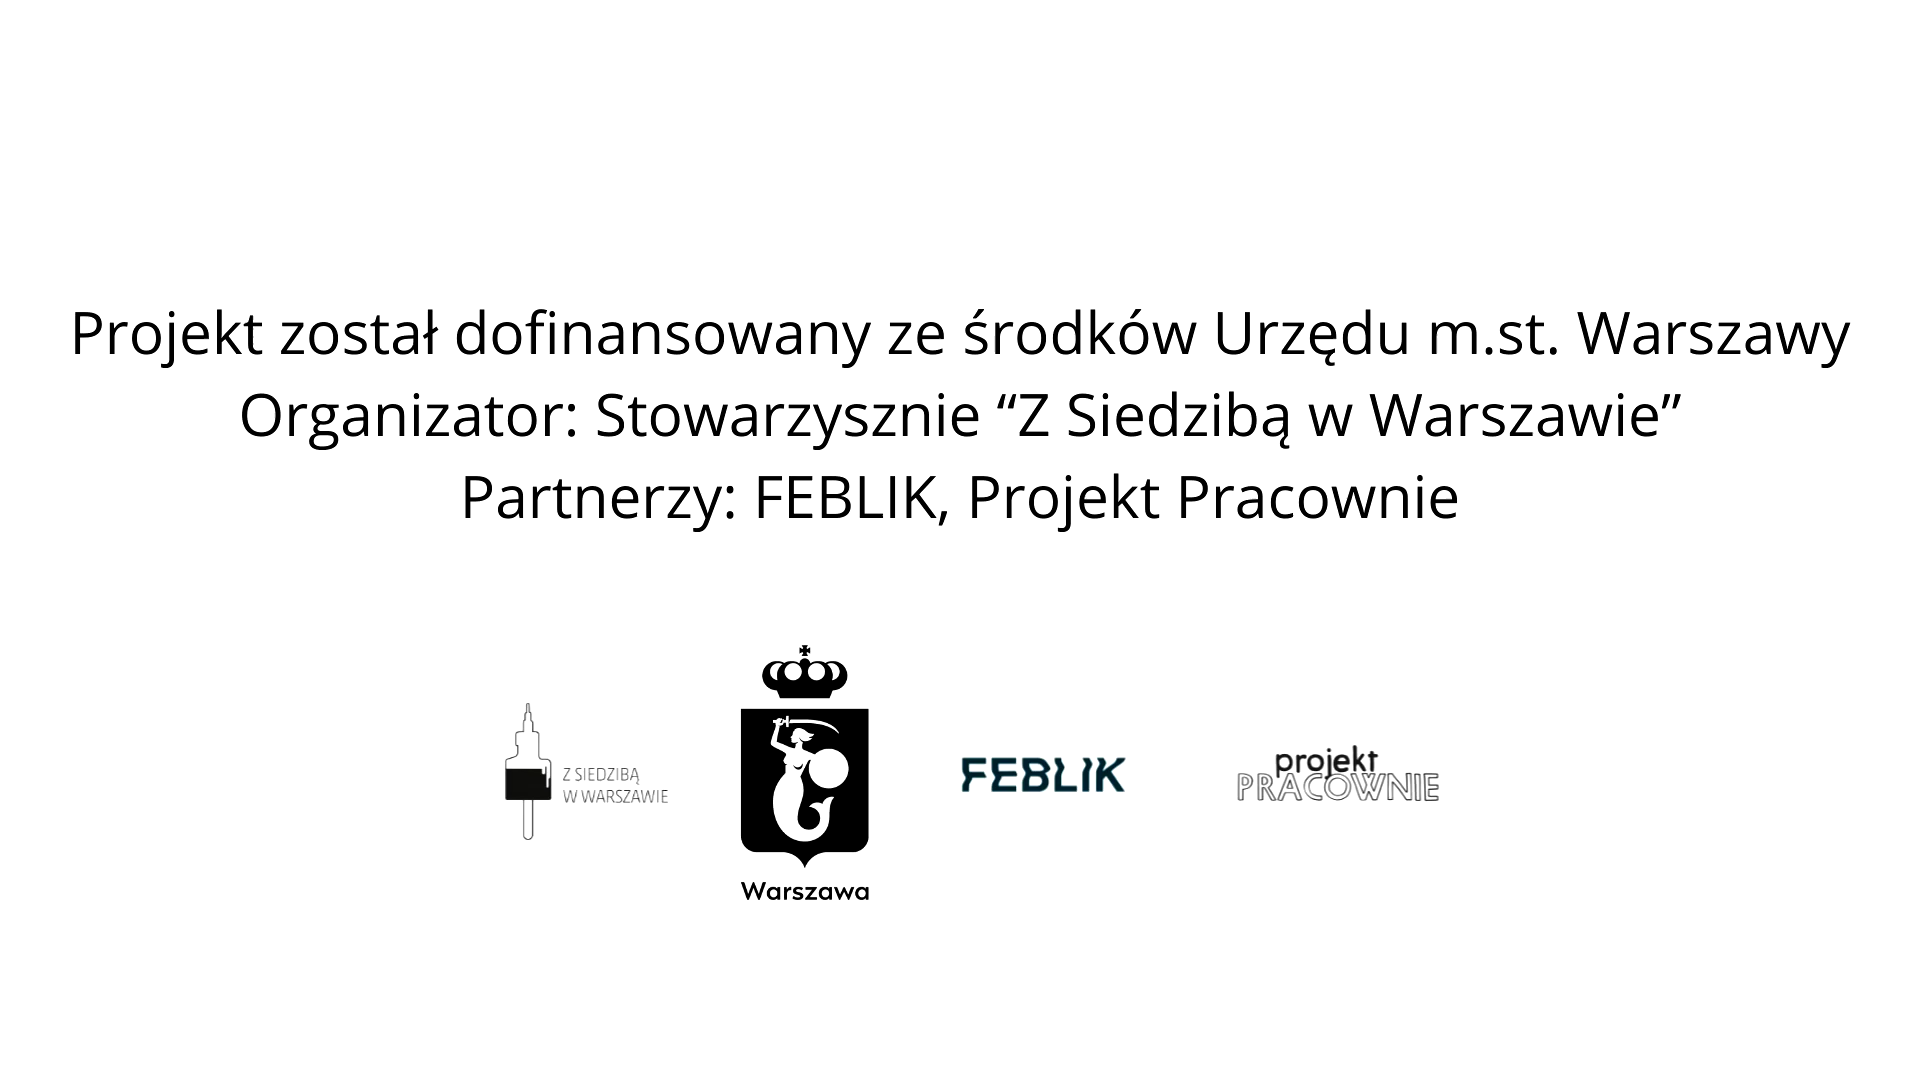 Projekt został dofinansowany ze środków Urzędu m.st. Warszawy
Organizator: Stowarzysznie “Z Siedzibą w Warszawie”
Partnerzy: FEBLIK, Projekt Pracownie
Z SIEDZIBĄ
W WARSZAWIE
Warszawa
FEBLIK
projekt
PRACOWNIE